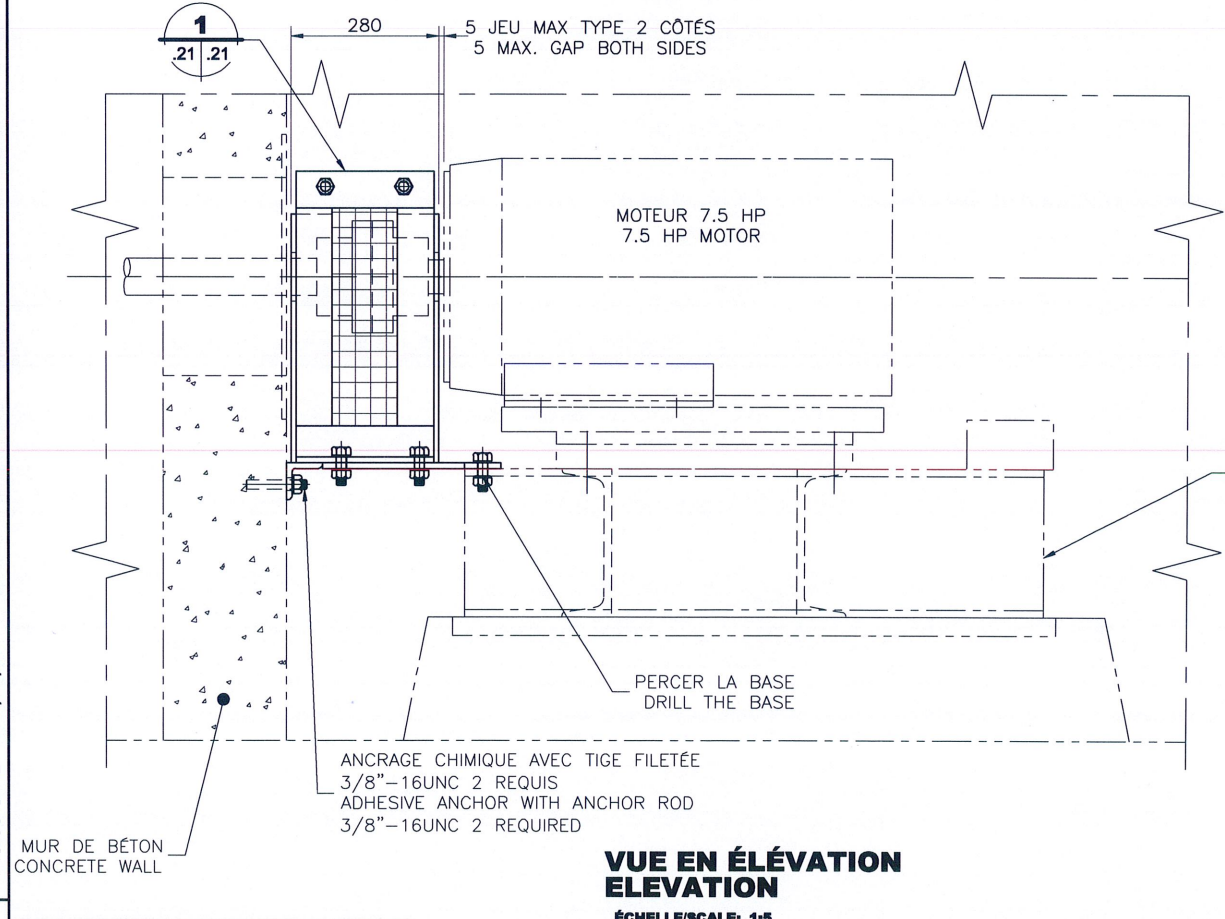 1
.21 .21
280
5 JEU MAX TYPE 2 CÔTÉS
5 MAX. GAP BOTH SIDES
MOTEUR 7.5 HP
7.5 HP MOTOR
PERCER LA BASE
DRILL THE BASE
ANCRAGE CHIMIQUE AVEC TIGE FILETÉE
3/8"-16UNC 2 REQUIS
ADHESIVE ANCHOR WITH ANCHOR ROD
3/8"-16UNC 2 REQUIRED
MUR DE BÉTON
CONCRETE WALL
VUE EN ÉLÉVATION
ELEVATION
ÉCHELLE/SCALE: 1:5